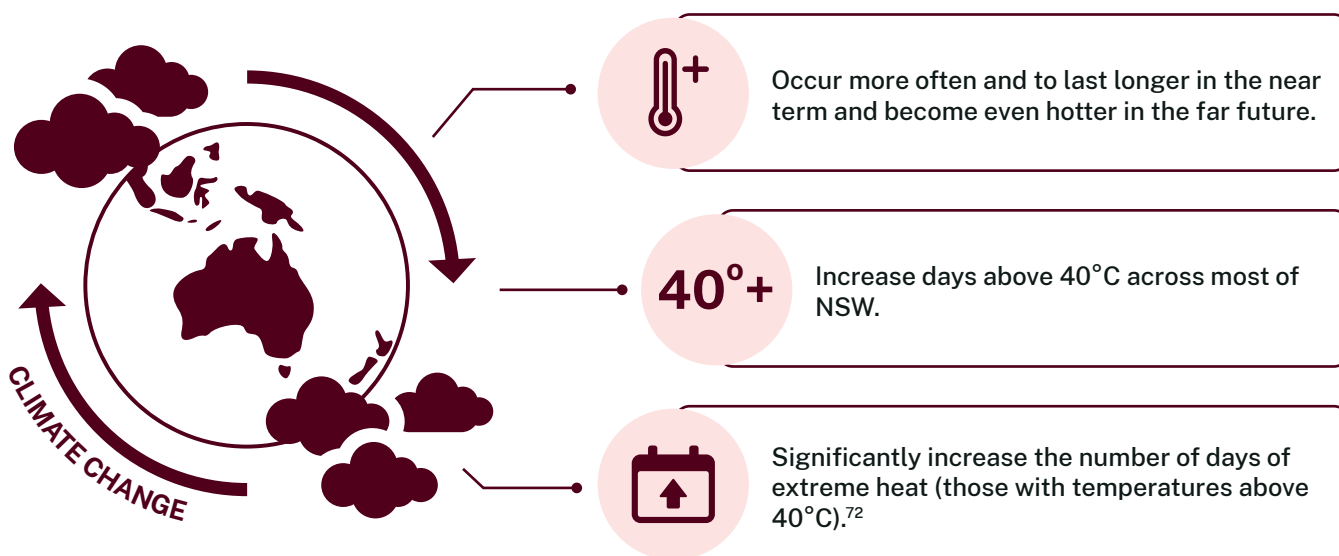 Occur more often and to last longer in the near
term and become even hotter in the far future.
40°+
Increase days above 40°C across most of
NSW.
CLIMATE CHANGE
Significantly increase the number of days of
extreme heat (those with temperatures above
40°C).⁷²